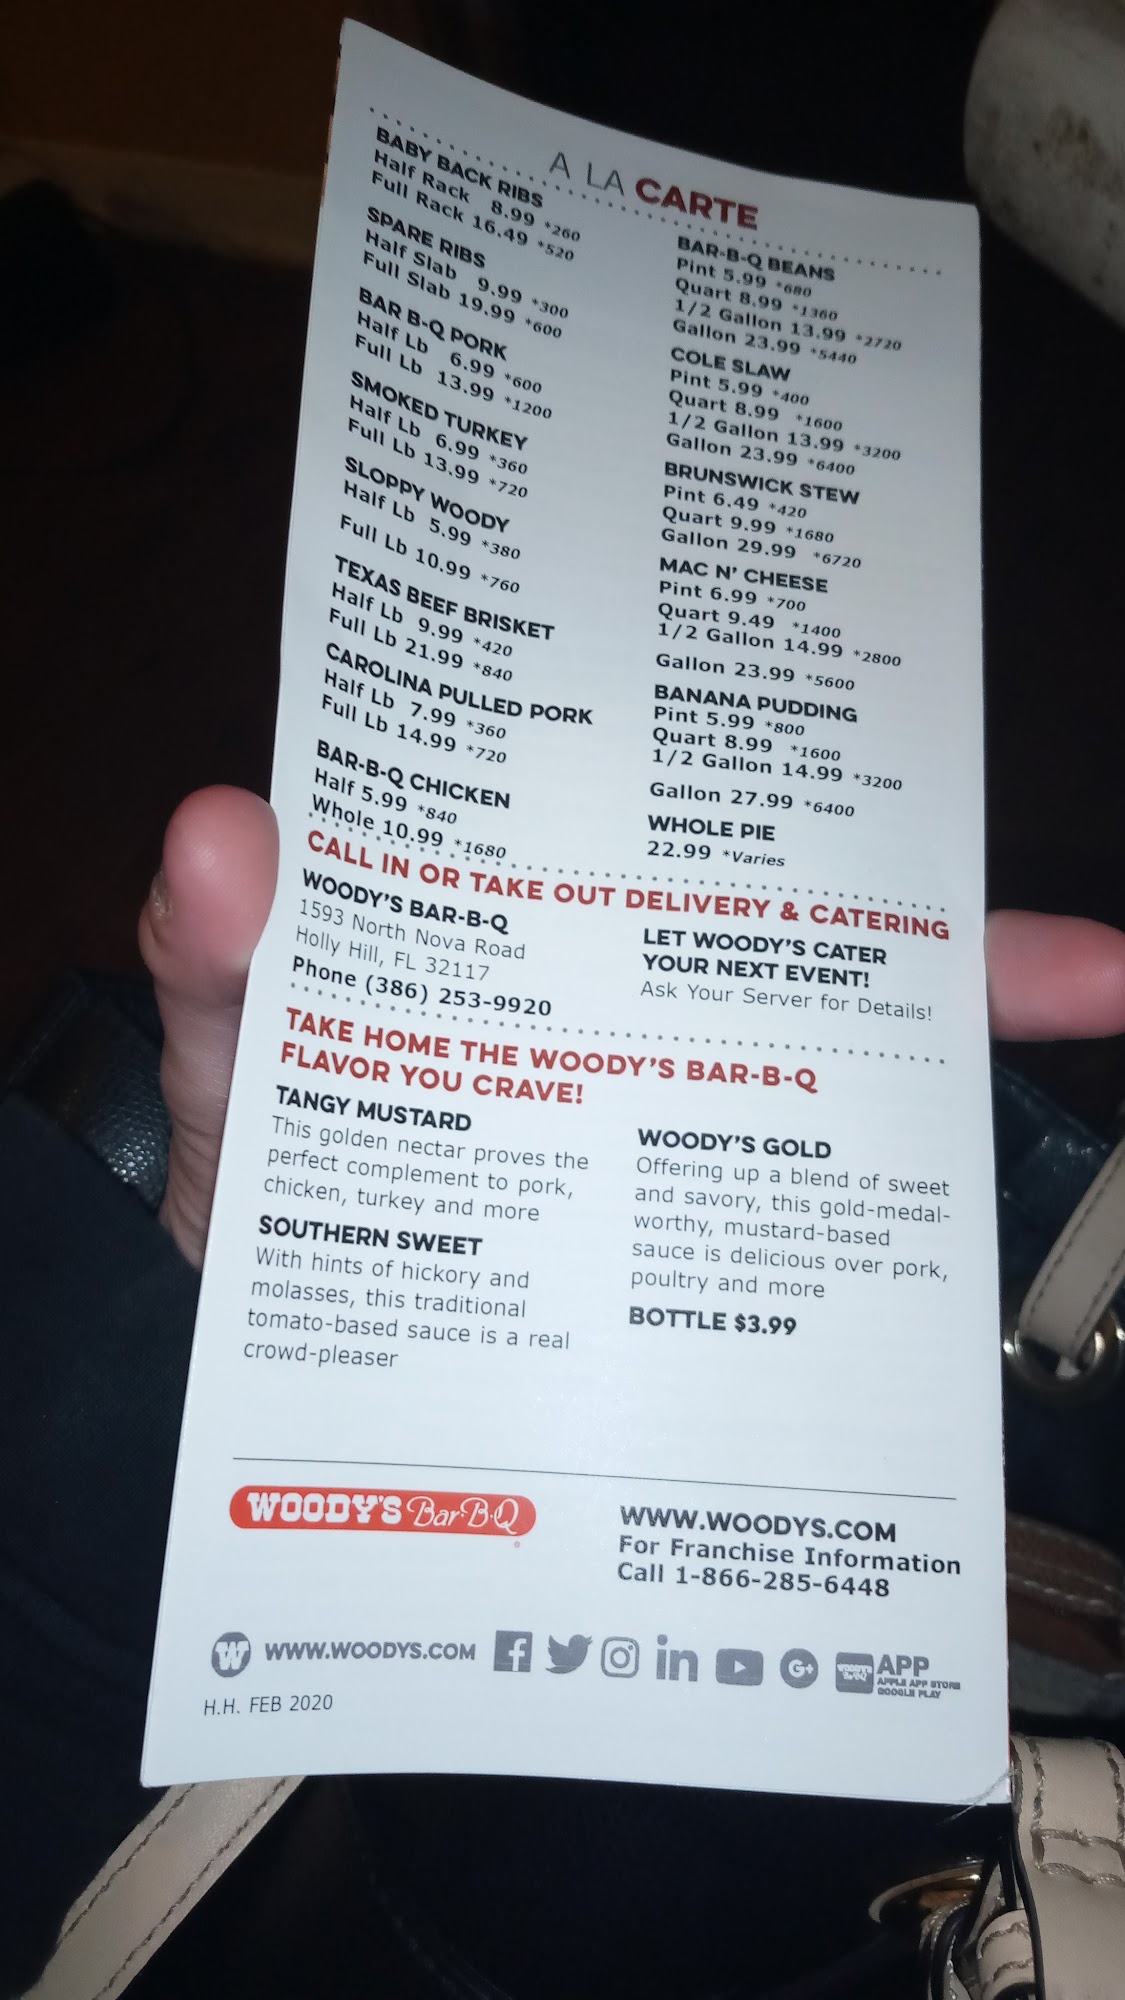 A LA CARTE
BABY BACK RIBS
Half Rack 8.99 *260
Full Rack 16.49 *520
SPARE RIBS
Half Slab 9.99 *300
Full Slab 19.99 *600
BAR B-Q PORK
Half Lb 6.99 *600
Full Lb 13.99 *1200
SMOKED TURKEY
Half Lb 6.99 *360
Full Lb 13.99 *720
SLOPPY WOODY
Half Lb 5.99 *380
Full Lb 10.99 *760
TEXAS BEEF BRISKET
Half Lb 9.99 *420
Full Lb 21.99 *840
CAROLINA PULLED PORK
Half Lb 7.99 *360
Full Lb 14.99 *720
BAR-B-Q CHICKEN
Half 5.99 *840
Whole 10.99 *1680
BAR-B-Q BEANS
Pint 5.99 *680
Quart 8.99 *1360
1/2 Gallon 13.99 *2720
Gallon 23.99 *5440
COLE SLAW
Pint 5.99 *400
Quart 8.99 *1600
1/2 Gallon 13.99 *3200
Gallon 23.99 *6400
BRUNSWICK STEW
Pint 6.49 *420
Quart 9.99 *1680
Gallon 29.99 *6720
MAC N' CHEESE
Pint 6.99 *700
Quart 9.49 *1400
1/2 Gallon 14.99 *2800
Gallon 23.99 *5600
BANANA PUDDING
Pint 5.99 *800
Quart 8.99 *1600
1/2 Gallon 14.99 *3200
Gallon 27.99 *6400
WHOLE PIE
22.99 *Varies
CALL IN OR TAKE OUT DELIVERY & CATERING
WOODY'S BAR-B-Q
1593 North Nova Road
Holly Hill, FL 32117
Phone (386) 253-9920
LET WOODY'S CATER
YOUR NEXT EVENT!
Ask Your Server for Details!
TAKE HOME THE WOODY'S BAR-B-Q
FLAVOR YOU CRAVE!
TANGY MUSTARD
This golden nectar proves the
perfect complement to pork,
chicken, turkey and more
SOUTHERN SWEET
With hints of hickory and
molasses, this traditional
tomato-based sauce is a real
crowd-pleaser
WOODY'S GOLD
Offering up a blend of sweet
and savory, this gold-medal-
worthy, mustard-based
sauce is delicious over pork,
poultry and more
BOTTLE $3.99
WOODY'S Bar-B-Q
WWW.WOODYS.COM
For Franchise Information
Call 1-866-285-6448
W WWW.WOODYS.COM f in G+ WOODY'S Bar-B-Q APP
APPLE APP STORE
GOOGLE PLAY
H.H. FEB 2020